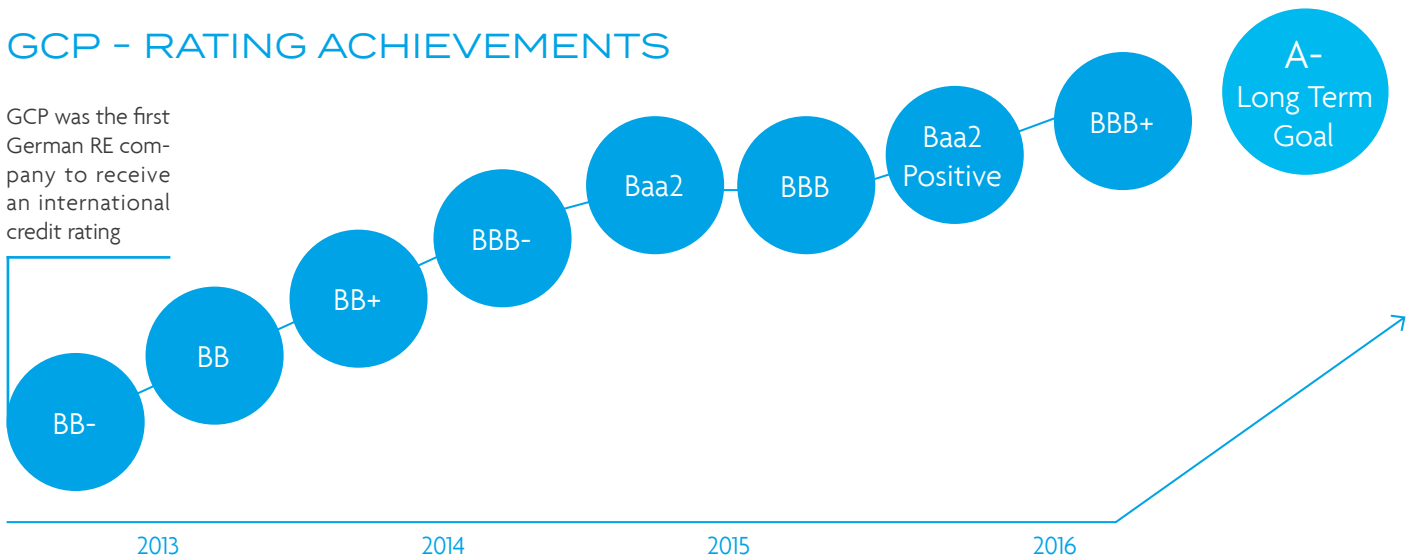 GCP – RATING ACHIEVEMENTS
GCP was the first
German RE com-
pany to receive
an international
credit rating
BB-
BB
BB+
BBB-
Baa2
BBB
Baa2
Positive
BBB+
A-
Long Term
Goal
2013
2014
2015
2016